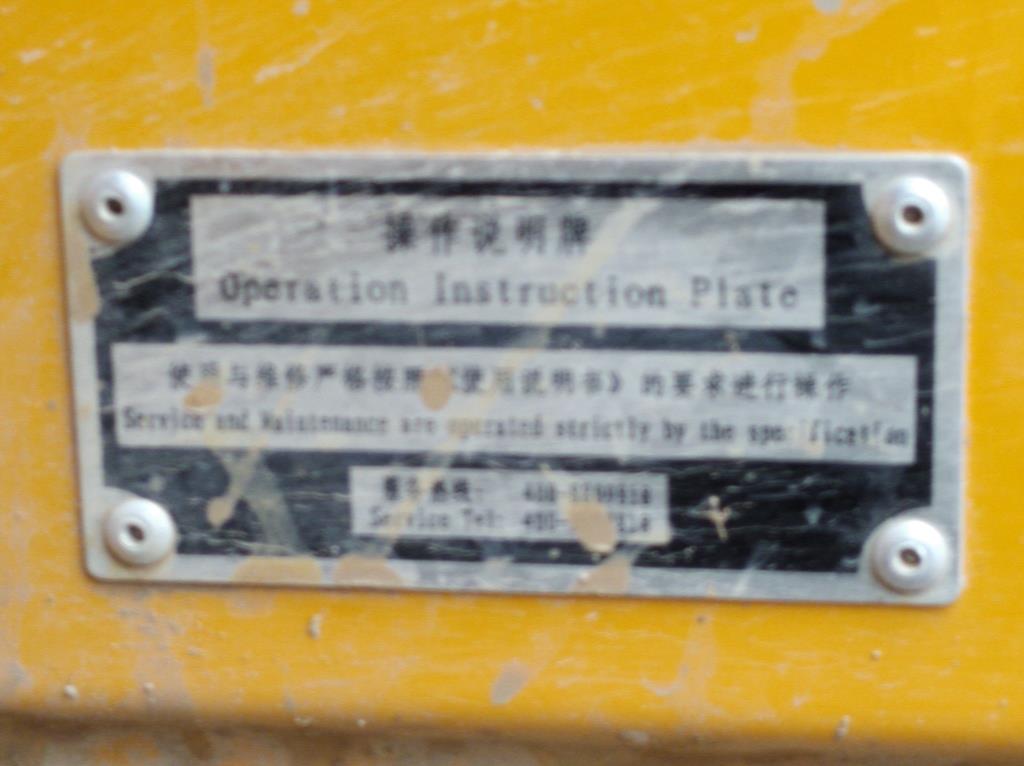 操作说明牌
Operation Instruction Plate
使用与维修严格按照《使用说明书》的要求进行操作
Service and Maintenance are operated strictly by the specification
服务热线:
Service Tel: